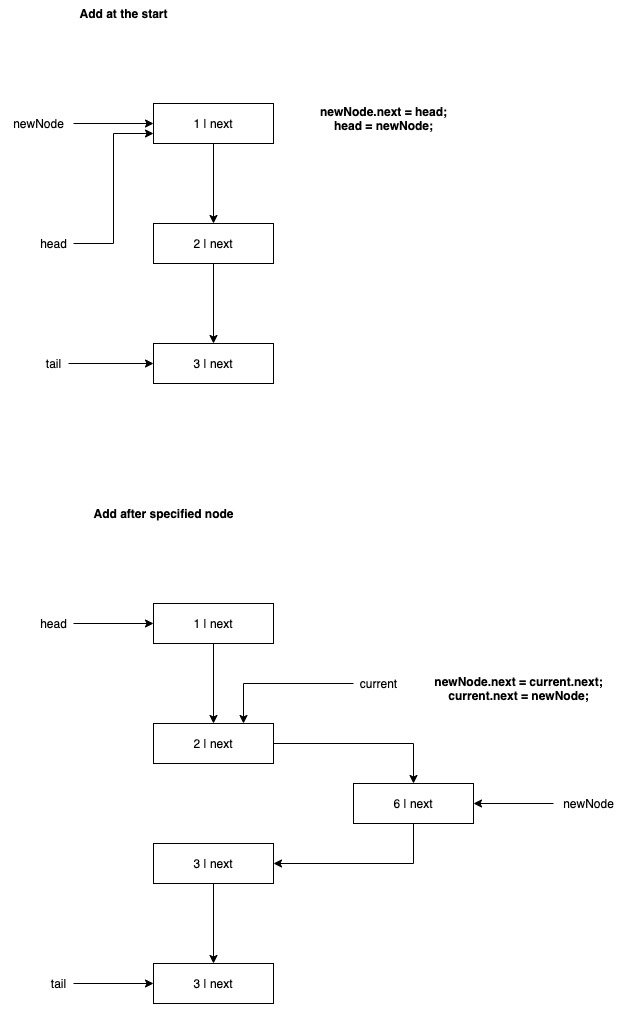 Add at the start
newNode
1 | next
newNode.next = head;
head = newNode;
head
2 | next
tail
3 | next
Add after specified node
head
1 | next
current
newNode.next = current.next;
current.next = newNode;
2 | next
6 | next
newNode
3 | next
tail
3 | next